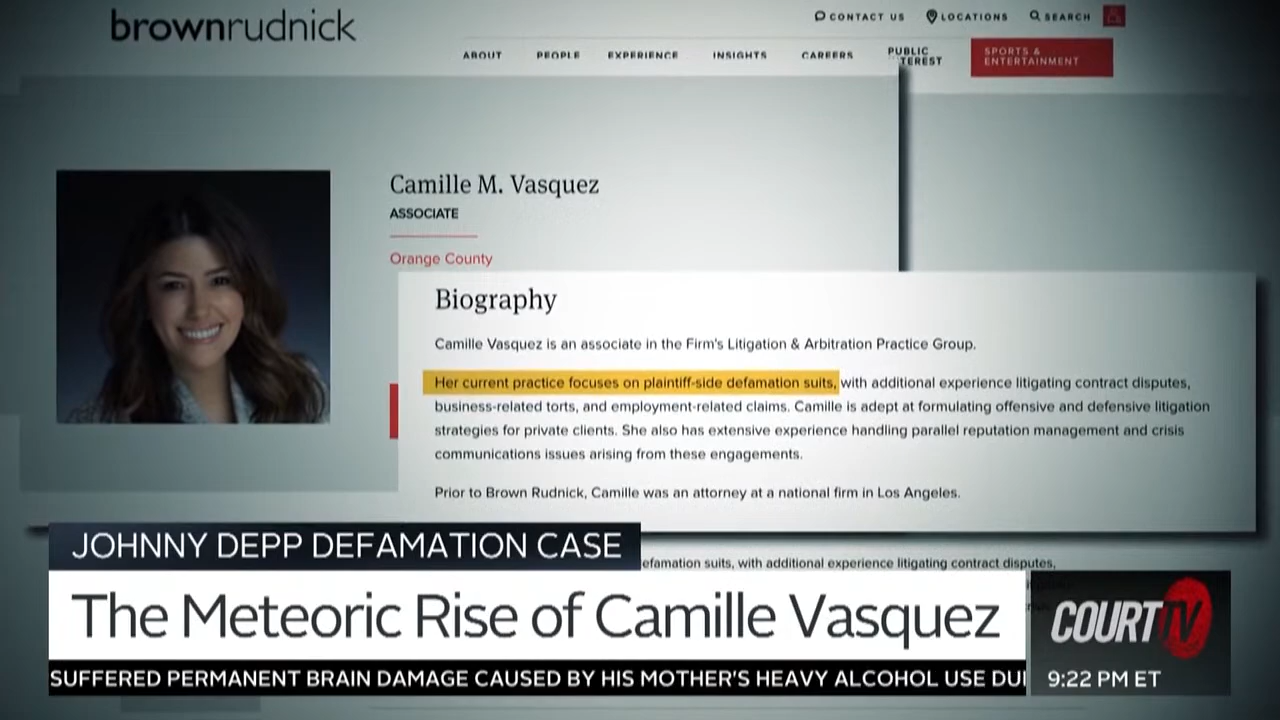 brownrudnick
CONTACT US
LOCATIONS
SEARCH
ABOUT
PEOPLE
EXPERIENCE
INSIGHTS
CAREERS
PUBLIC
TEREST
SPORTS &
ENTERTAINMENT
Camille M. Vasquez
ASSOCIATE
Orange County
Biography
Camille Vasquez is an associate in the Firm's Litigation & Arbitration Practice Group.
Her current practice focuses on plaintiff-side defamation suits, with additional experience litigating contract disputes,
business-related torts, and employment-related claims. Camille is adept at formulating offensive and defensive litigation
strategies for private clients. She also has extensive experience handling parallel reputation management and crisis
communications issues arising from these engagements.
Prior to Brown Rudnick, Camille was an attorney at a national firm in Los Angeles.
JOHNNY DEPP DEFAMATION CASE
efamation suits, with additional experience litigating contract disputes,
The Meteoric Rise of Camille Vasquez
COURT TV
SUFFERED PERMANENT BRAIN DAMAGE CAUSED BY HIS MOTHER'S HEAVY ALCOHOL USE DUI
9:22 PM ET